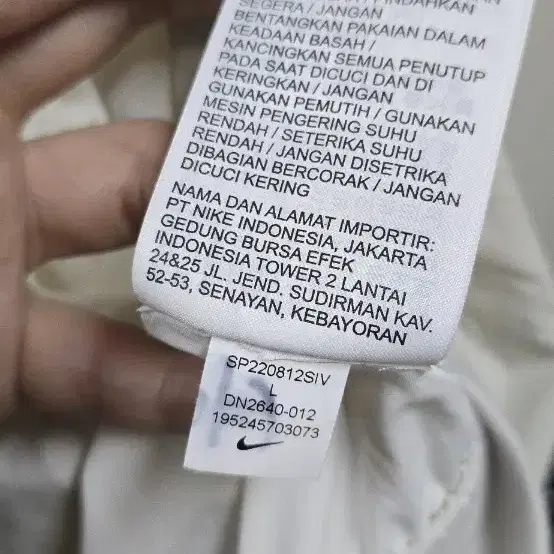 SEGERA / JANGAN
BENTANGKAN PAKAIAN DALAM
KEADAAN BASAH /
KANCINGKAN SEMUA PENUTUP
PADA SAAT DICUCI DAN DI
KERINGKAN / JANGAN
GUNAKAN PEMUTIH / GUNAKAN
MESIN PENGERING SUHU
RENDAH / SETERIKA SUHU
RENDAH / JANGAN DISETRIKA
DIBAGIAN BERCORAK / JANGAN
DICUCI KERING
NAMA DAN ALAMAT IMPORTIR:
PT NIKE INDONESIA, JAKARTA
GEDUNG BURSA EFEK
INDONESIA TOWER 2 LANTAI
24&25 JL. JEND. SUDIRMAN KAV.
52-53, SENAYAN, KEBAYORAN
SP220812SIV
L
DN2640-012
195245703073